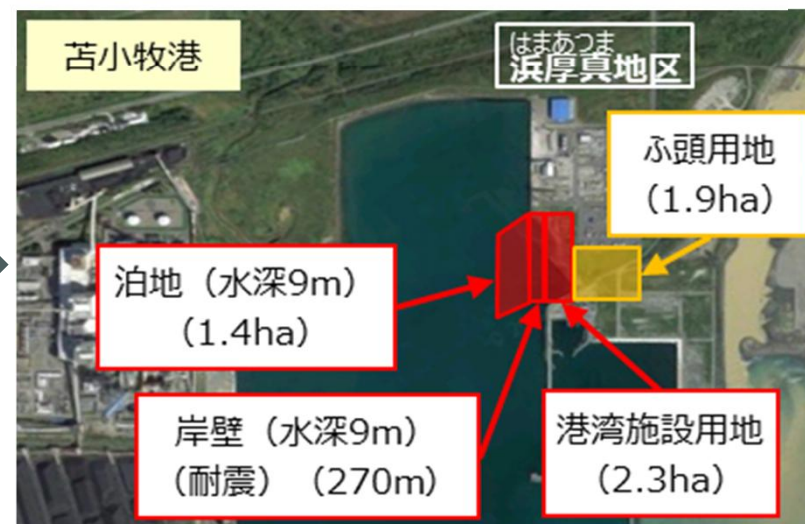 苫小牧港
はまあつま
浜厚真地区
ふ頭用地
（1.9ha）
泊地（水深9m）
（1.4ha）
岸壁（水深9m）
（耐震）（270m）
港湾施設用地
（2.3ha）